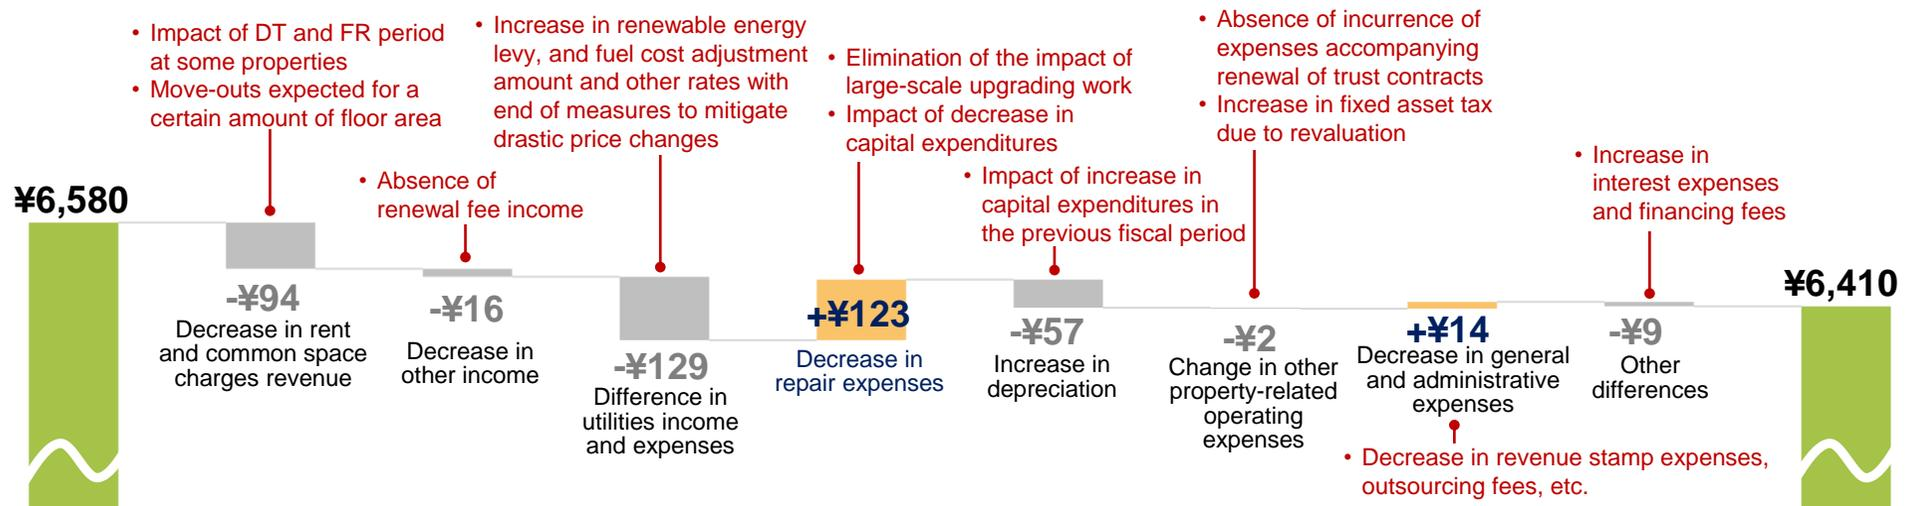 • Impact of DT and FR period
at some properties
• Move-outs expected for a
certain amount of floor area
• Increase in renewable energy
levy, and fuel cost adjustment
amount and other rates with
end of measures to mitigate
drastic price changes
• Elimination of the impact of
large-scale upgrading work
• Impact of decrease in
capital expenditures
• Absence of incurrence of
expenses accompanying
renewal of trust contracts
• Increase in fixed asset tax
due to revaluation
• Absence of
renewal fee income
• Impact of increase in
capital expenditures in
the previous fiscal period
• Increase in
interest expenses
and financing fees
¥6,580
-¥94
Decrease in rent
and common space
charges revenue
-¥16
Decrease in
other income
-¥129
Difference in
utilities income
and expenses
+¥123
Decrease in
repair expenses
-¥57
Increase in
depreciation
-¥2
Change in other
property-related
operating
expenses
+¥14
Decrease in general
and administrative
expenses
• Decrease in revenue stamp expenses,
outsourcing fees, etc.
-¥9
Other
differences
¥6,410